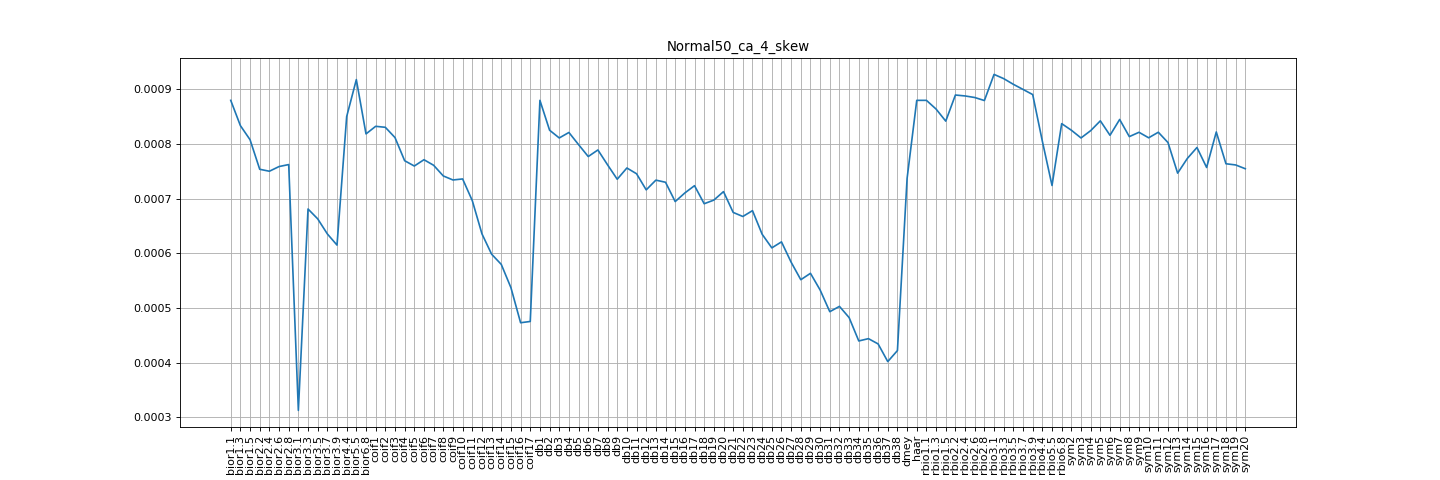 Normal50_ca_4_skew
0.0009
0.0008
0.0007
0.0006
0.0005
0.0004
0.0003
bior1.1
bior1.3
bior1.5
bior2.2
bior2.4
bior2.6
bior2.8
bior3.1
bior3.3
bior3.5
bior3.7
bior3.9
bior4.4
bior5.5
bior6.8
coif1
coif2
coif3
coif4
coif5
coif6
coif7
coif8
coif9
coif10
coif11
coif12
coif13
coif14
coif15
coif16
coif17
db1
db2
db3
db4
db5
db6
db7
db8
db9
db10
db11
db12
db13
db14
db15
db16
db17
db18
db19
db20
db21
db22
db23
db24
db25
db26
db27
db28
db29
db30
db31
db32
db33
db34
db35
db36
db37
db38
dmey
haar
rbio1.1
rbio1.3
rbio1.5
rbio2.2
rbio2.4
rbio2.6
rbio2.8
rbio3.1
rbio3.3
rbio3.5
rbio3.7
rbio3.9
rbio4.4
rbio5.5
rbio6.8
sym2
sym3
sym4
sym5
sym6
sym7
sym8
sym9
sym10
sym11
sym12
sym13
sym14
sym15
sym16
sym17
sym18
sym19
sym20